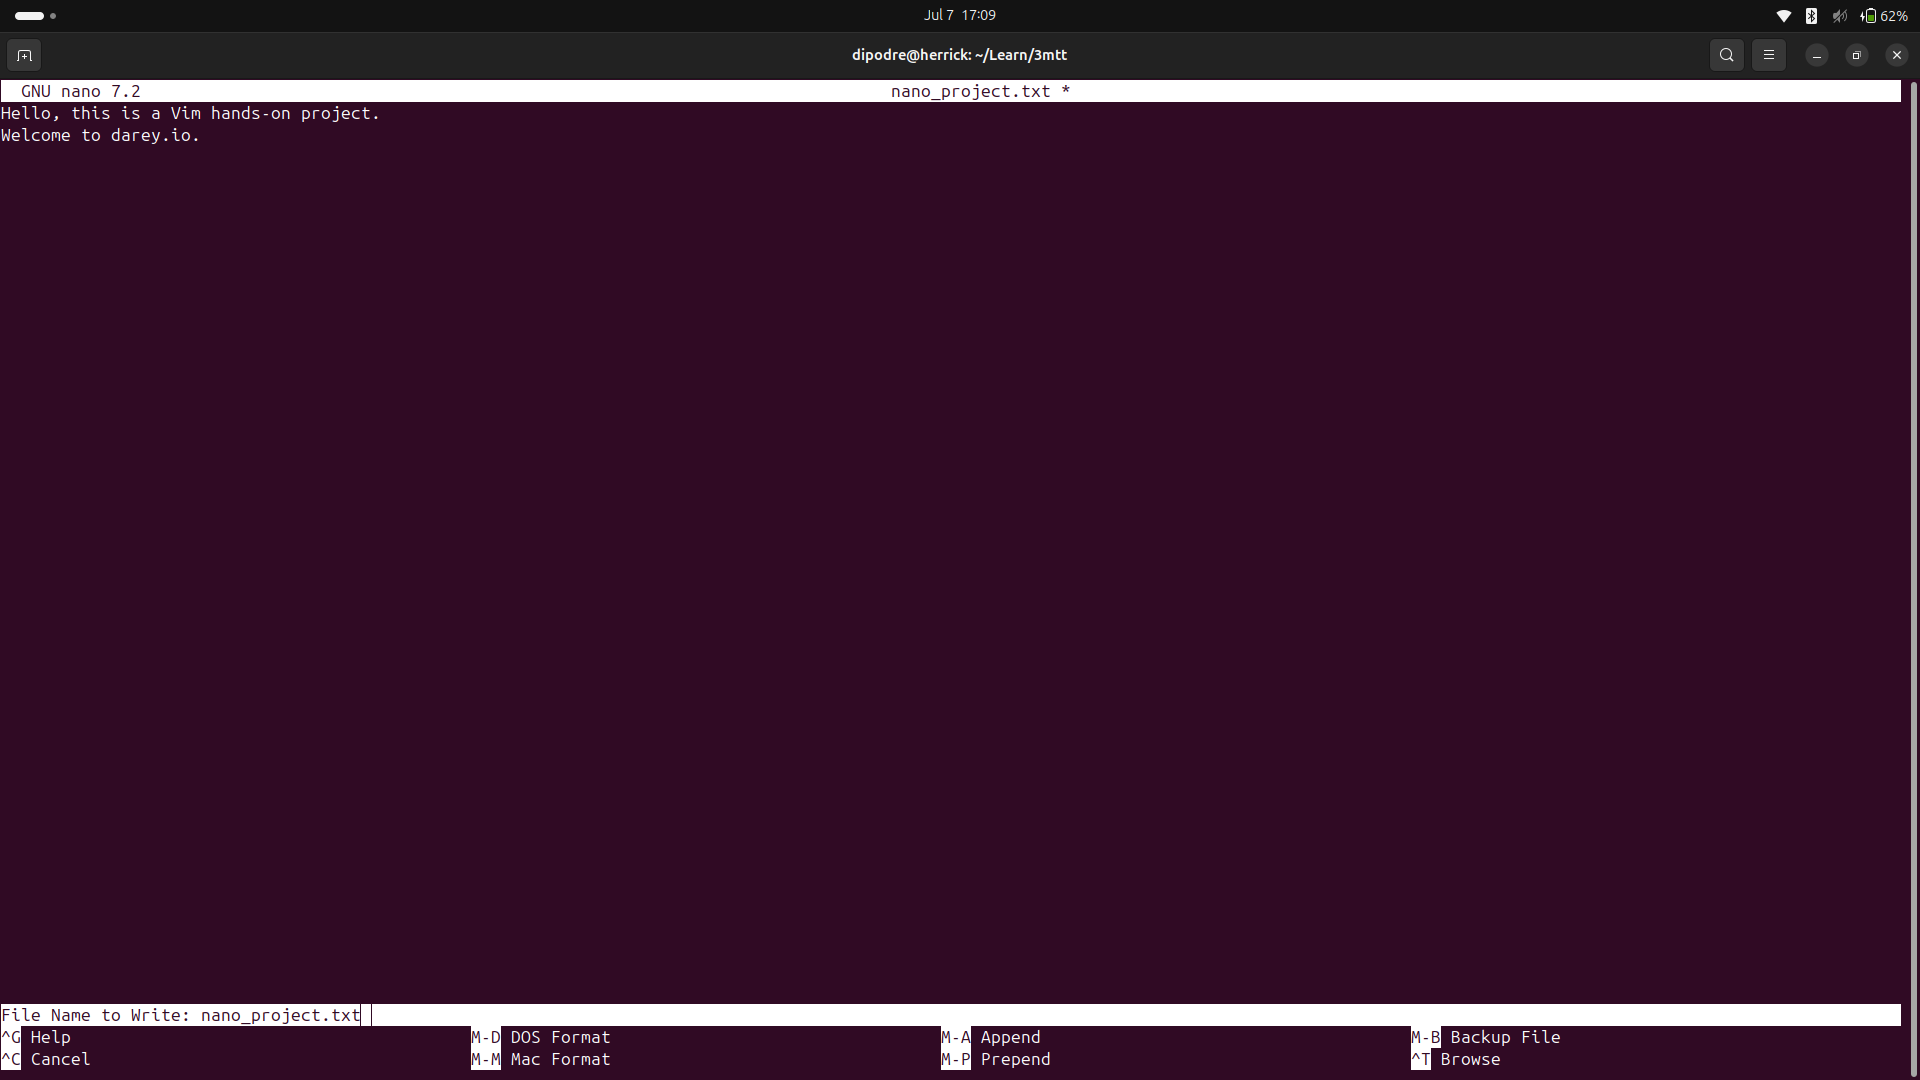 Jul 7 17:09
62%
dipodre@herrick: ~/Learn/3mtt
GNU nano 7.2 nano_project.txt *
Hello, this is a Vim hands-on project.
Welcome to darey.io.
File Name to Write: nano_project.txt
^G Help M-D DOS Format M-A Append M-B Backup File
^C Cancel M-M Mac Format M-P Prepend ^T Browse